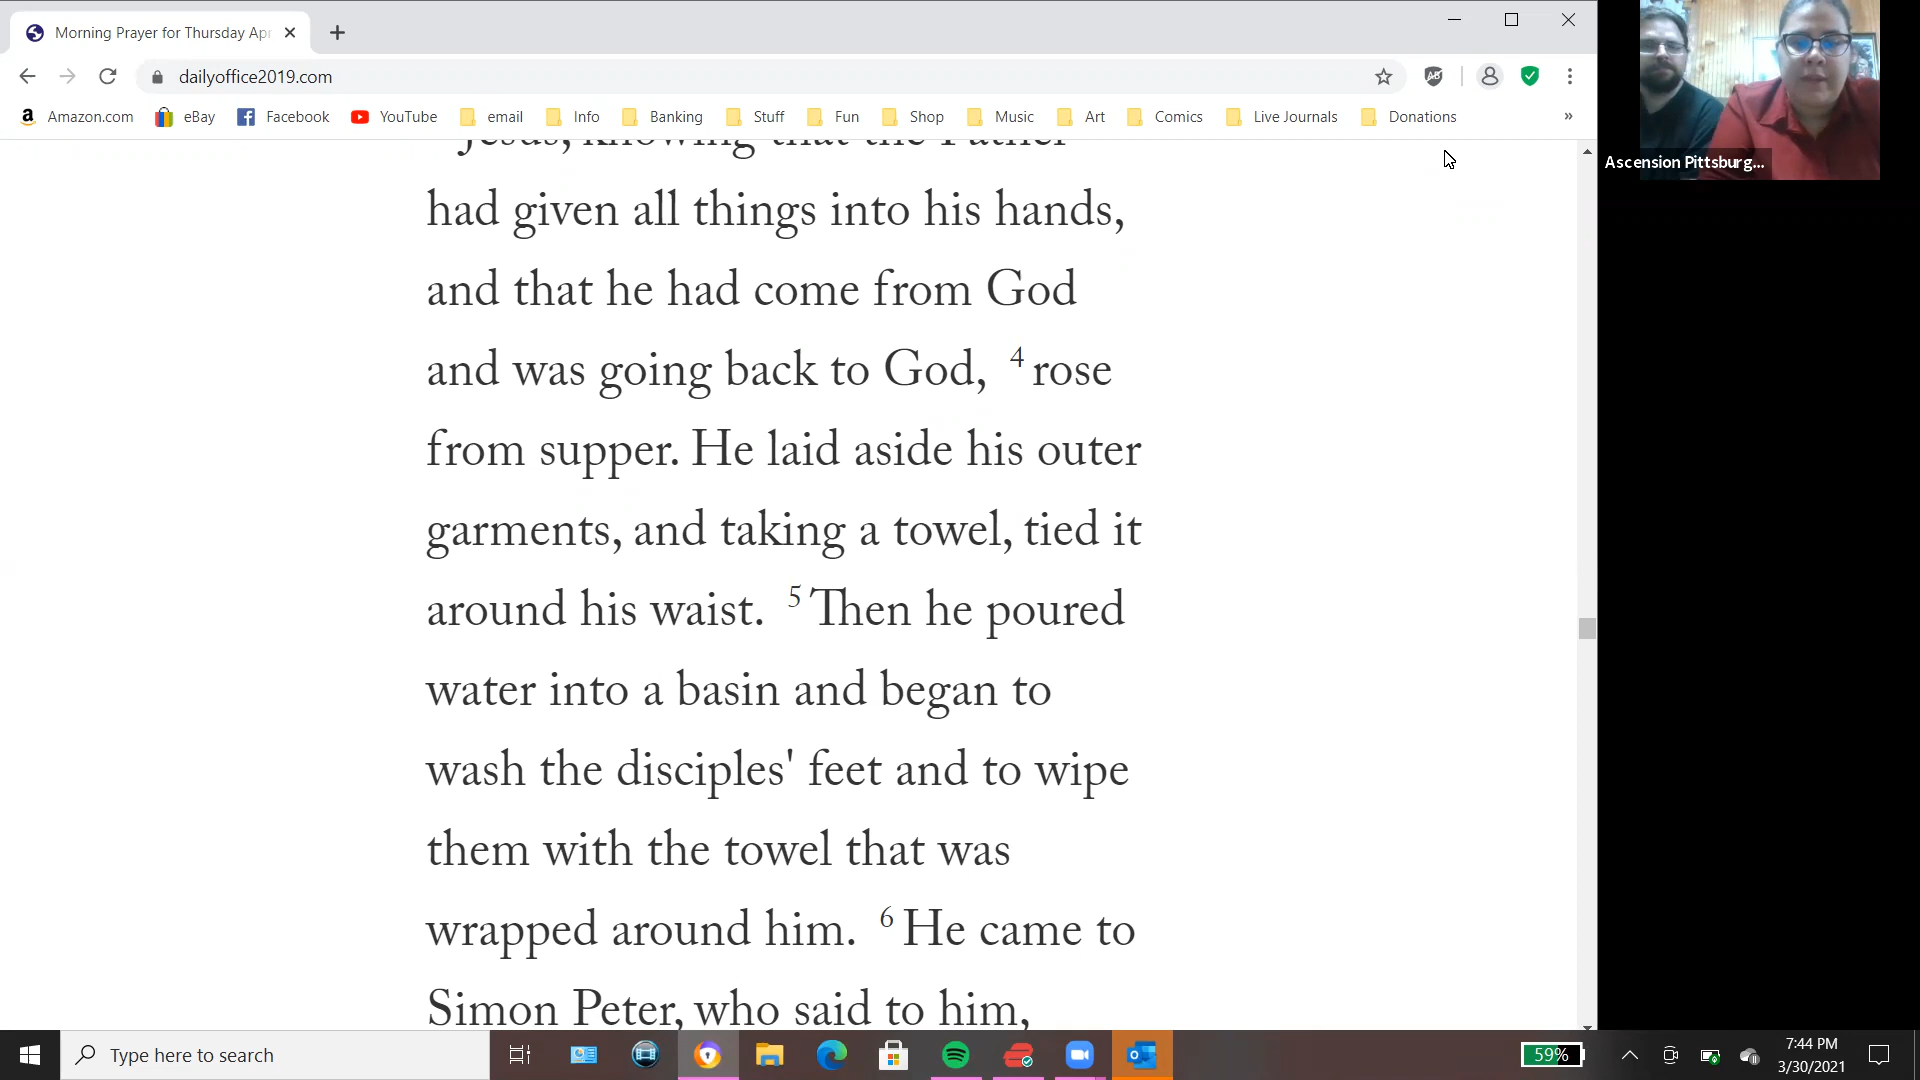 Morning Prayer for Thursday Apr
dailyoffice2019.com
Amazon.com eBay Facebook YouTube email Info Banking Stuff Fun Shop Music Art Comics Live Journals Donations »
Jesus, knowing that the Father
had given all things into his hands,
and that he had come from God
and was going back to God, 4 rose
from supper. He laid aside his outer
garments, and taking a towel, tied it
around his waist. 5 Then he poured
water into a basin and began to
wash the disciples' feet and to wipe
them with the towel that was
wrapped around him. 6 He came to
Simon Peter, who said to him,
Ascension Pittsburg...
Type here to search
59%
7:44 PM
3/30/2021